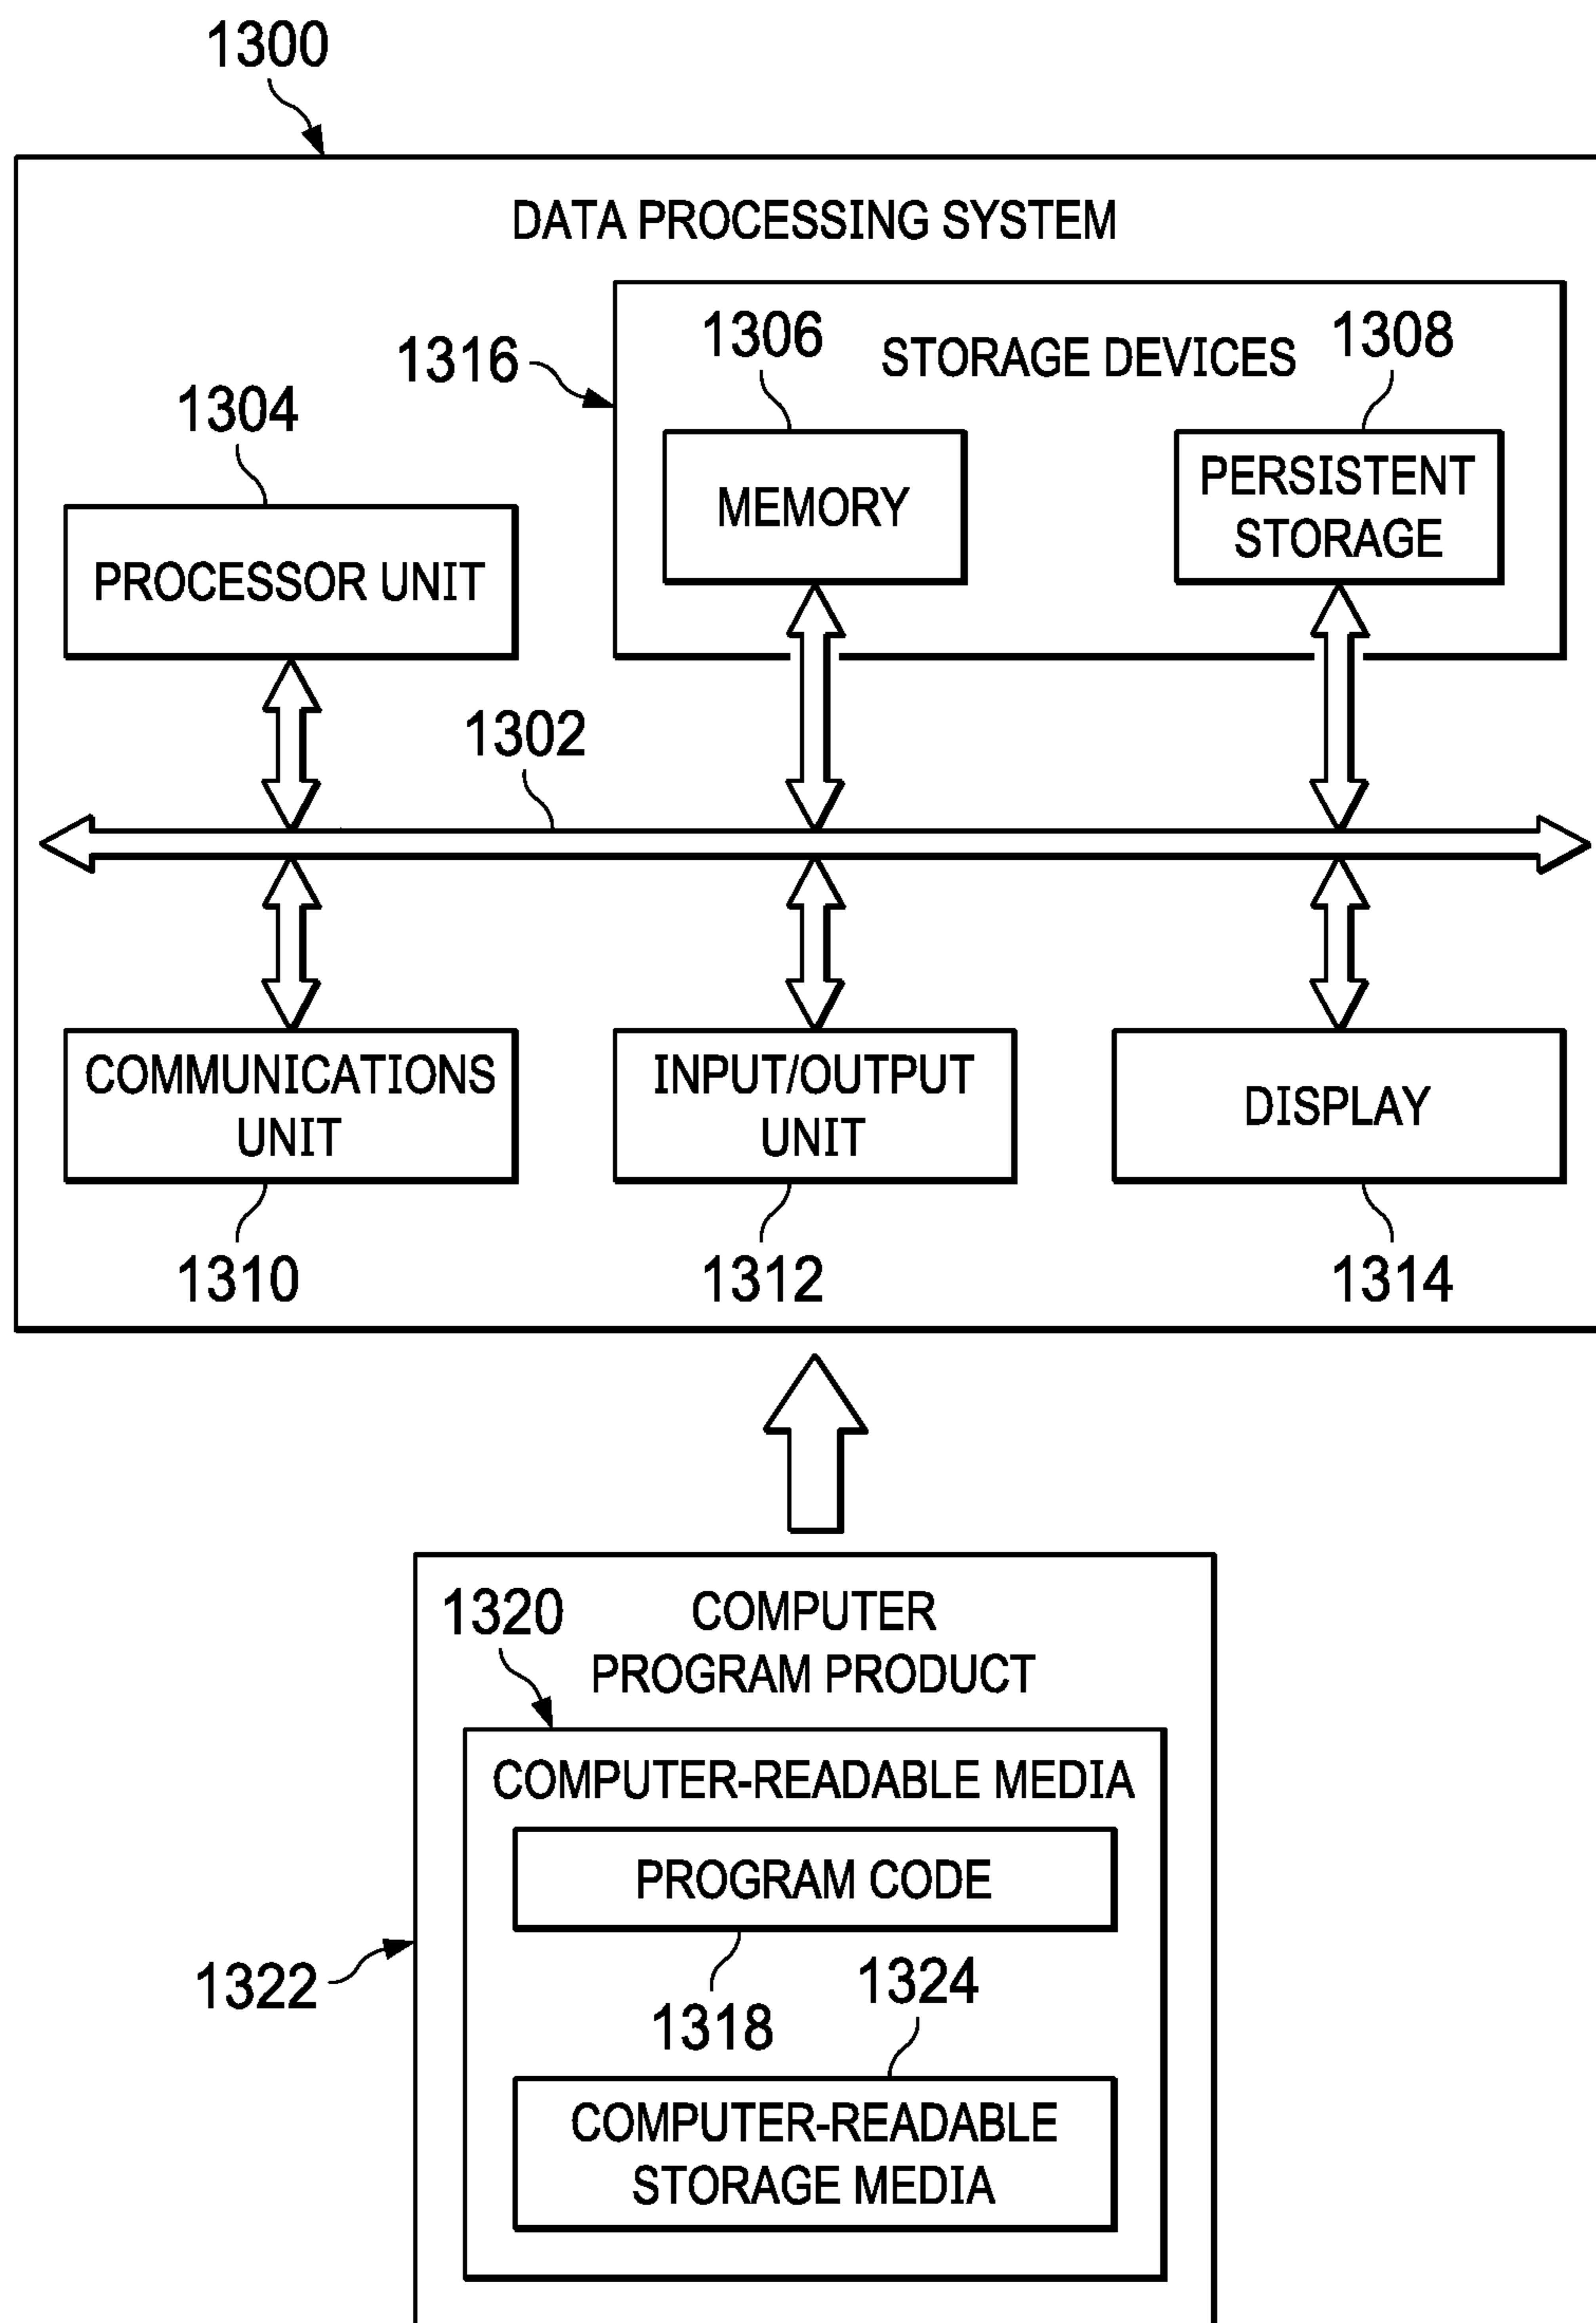 1300
DATA PROCESSING SYSTEM
1316
1306
STORAGE DEVICES
1308
1304
MEMORY
PERSISTENT
STORAGE
PROCESSOR UNIT
1302
COMMUNICATIONS
UNIT
INPUT/OUTPUT
UNIT
DISPLAY
1310
1312
1314
1320
COMPUTER
PROGRAM PRODUCT
COMPUTER-READABLE MEDIA
PROGRAM CODE
1322
1318
1324
COMPUTER-READABLE
STORAGE MEDIA